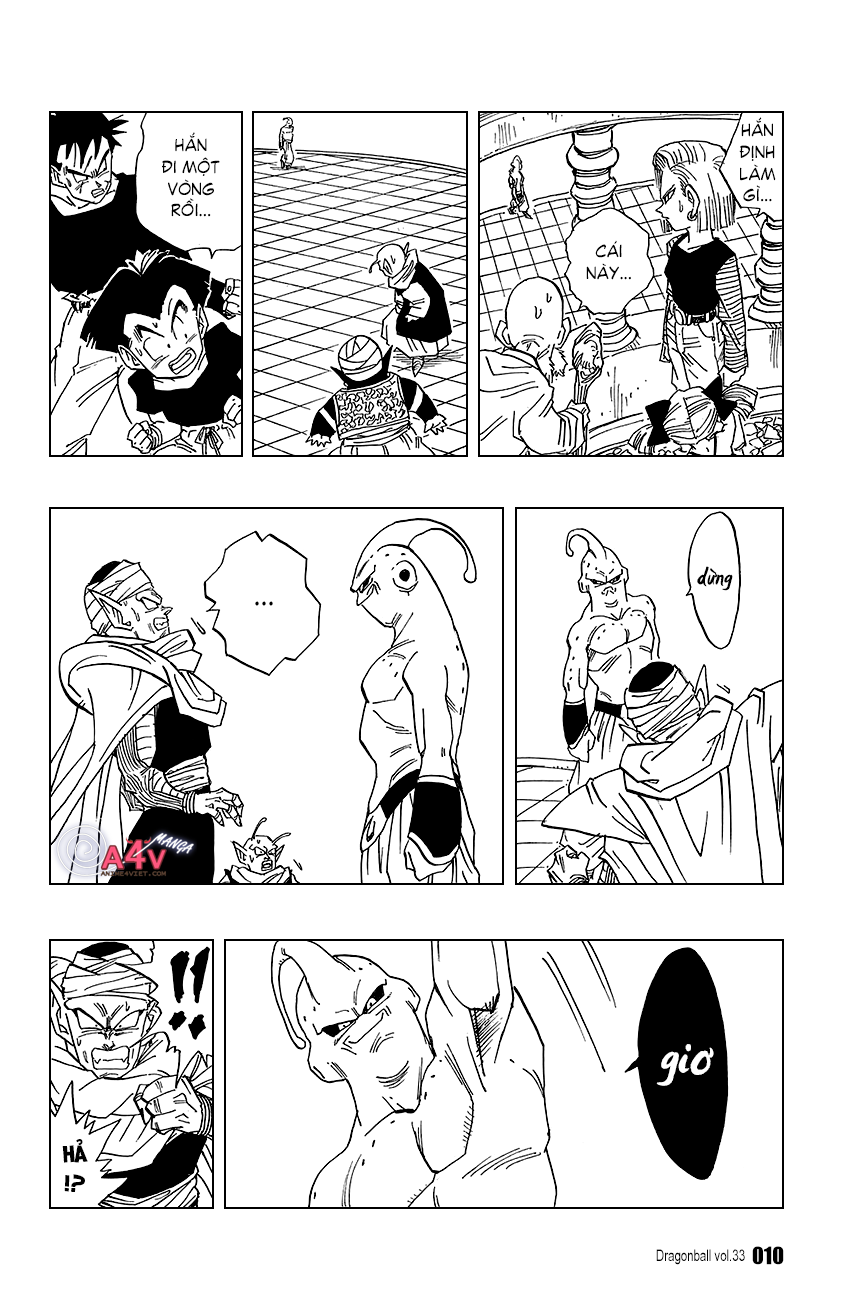 HẮN
ĐỊNH
LÀM
GÌ...
CÁI
NÀY...
HẮN
ĐI MỘT
VÒNG
RỒI...
dừng
...
giơ
!!
HẢ
!?
MANGA
A4V
ANIME4VIET.COM
Dragonball vol.33 010